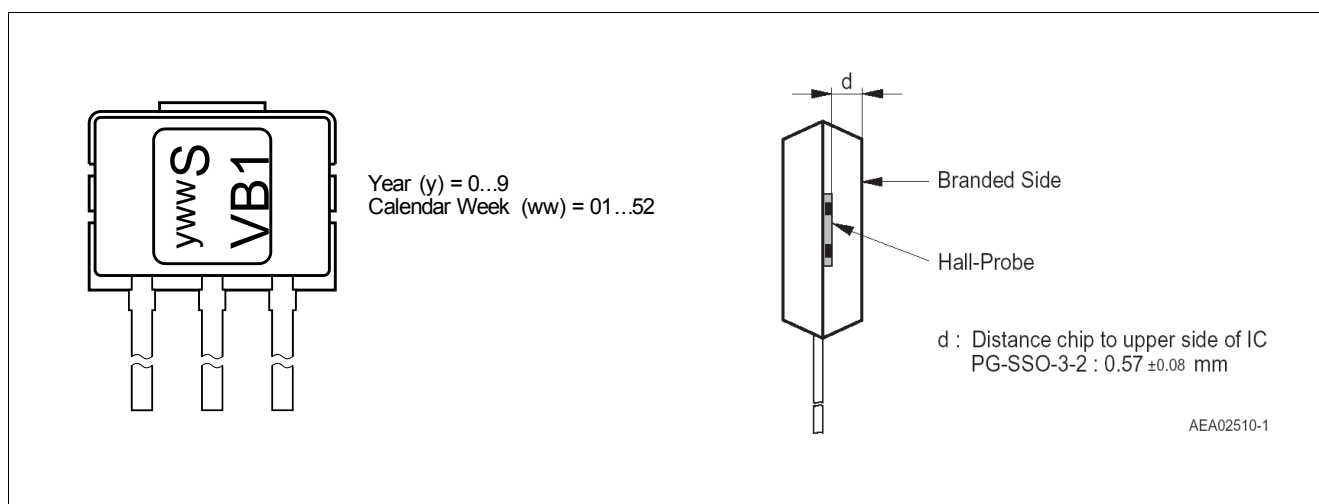 ywwS
VB1
Year (y) = 0...9
Calendar Week (ww) = 01...52
d
Branded Side
Hall-Probe
d : Distance chip to upper side of IC
PG-SSO-3-2 : 0.57 ±0.08 mm
AEA02510-1